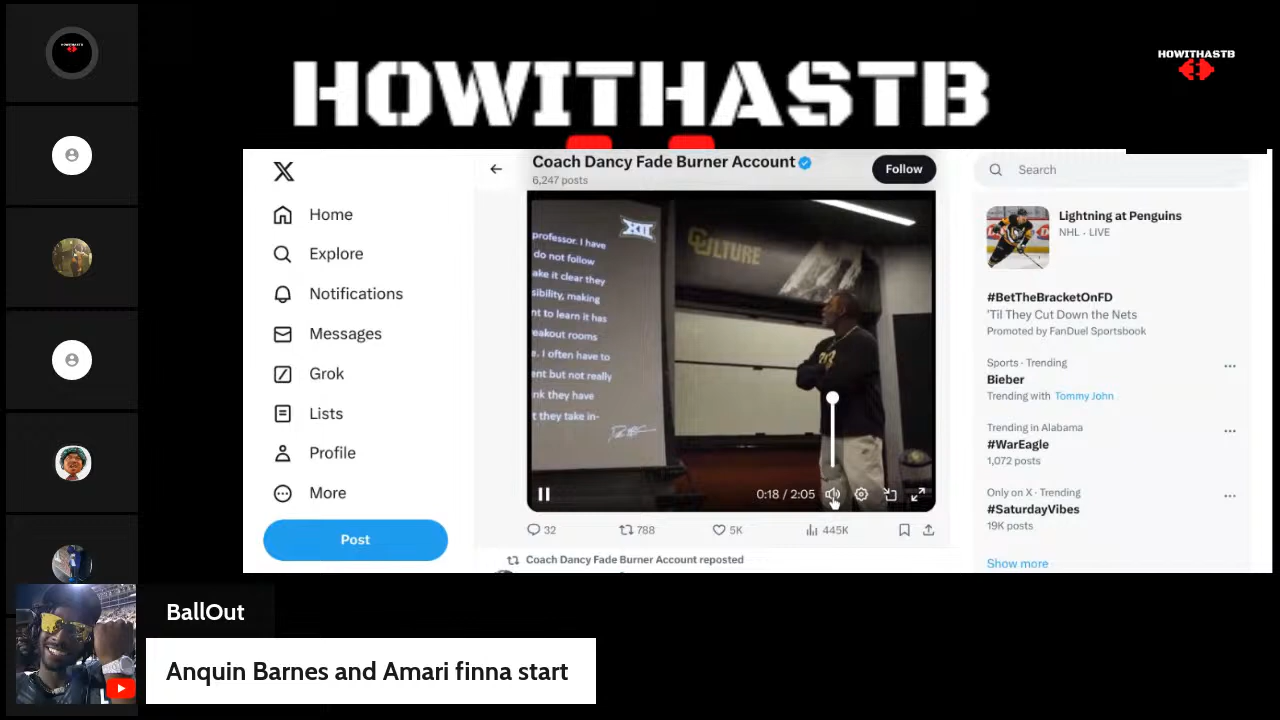 HOWITHASTB
HOWITHASTB
Coach Dancy Fade Burner Account
6,247 posts
Follow
Search
Home
Explore
Notifications
Messages
Grok
Lists
Profile
More
Post
XII
CULTURE
professor. I have
do not follow
ake it clear they
sibility, making
nt to learn it has
eakout rooms
e. I often have to
ent but not really
nk they have
t they take in-
0:18 / 2:05
32
788
5K
445K
Coach Dancy Fade Burner Account reposted
Lightning at Penguins
NHL · LIVE
#BetTheBracketOnFD
'Til They Cut Down the Nets
Promoted by FanDuel Sportsbook
Sports · Trending
Bieber
Trending with Tommy John
Trending in Alabama
#WarEagle
1,072 posts
Only on X · Trending
#SaturdayVibes
19K posts
Show more
BallOut
Anquin Barnes and Amari finna start